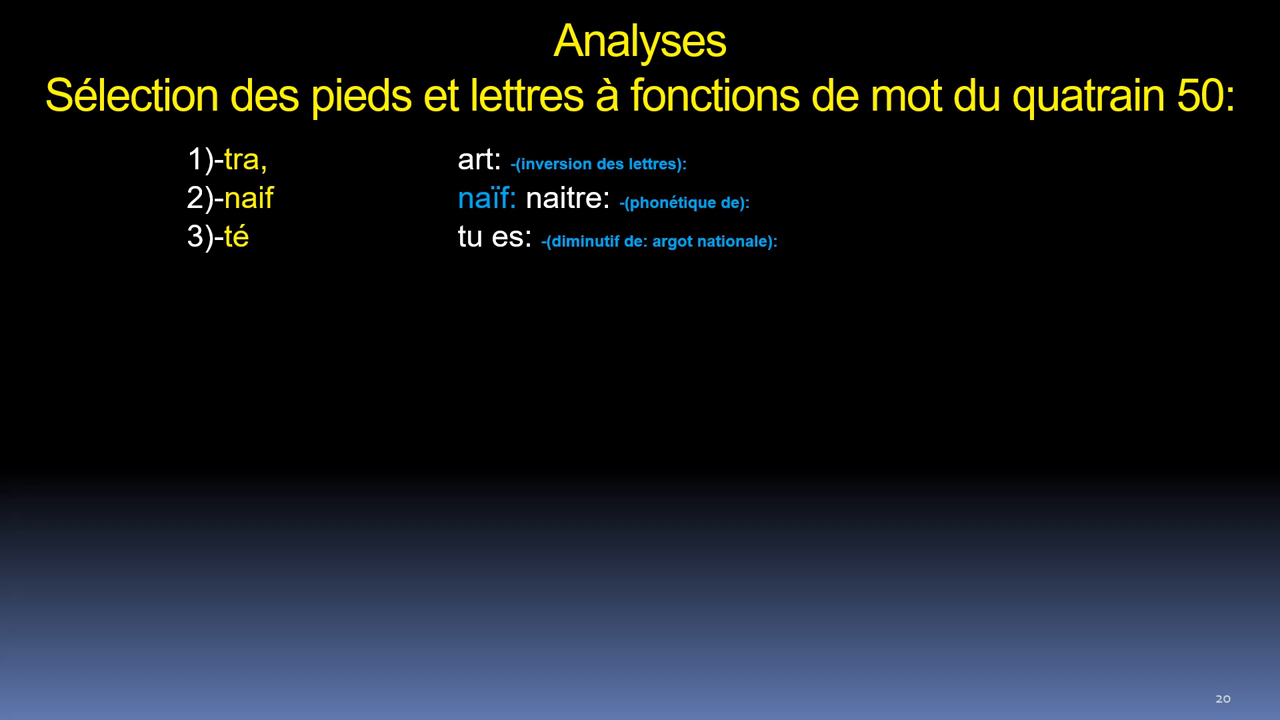 Analyses
Sélection des pieds et lettres à fonctions de mot du quatrain 50:
1)-tra, art: -(inversion des lettres):
2)-naif naïf: naitre: -(phonétique de):
3)-té tu es: -(diminutif de: argot nationale):
20